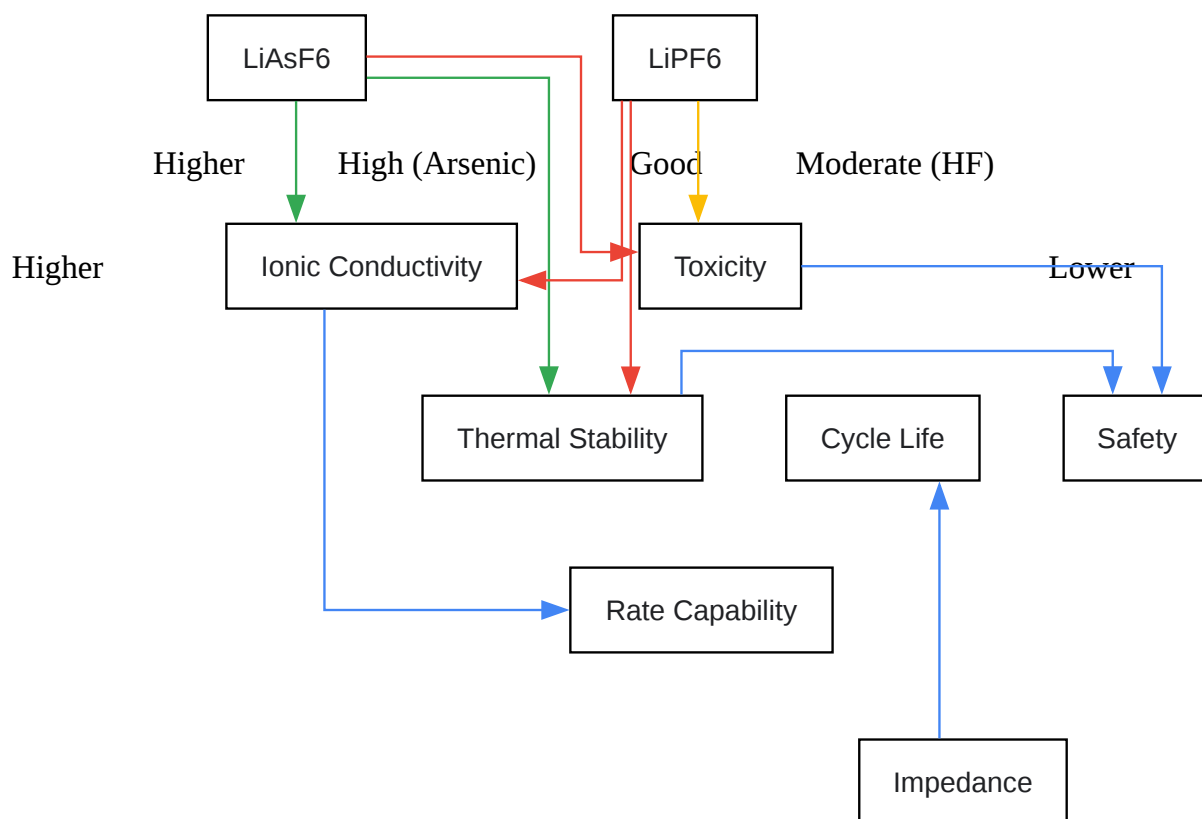 LiAsF6
LiPF6
Higher
High (Arsenic)
Good
Moderate (HF)
Higher
Ionic Conductivity
Toxicity
Lower
Thermal Stability
Cycle Life
Safety
Rate Capability
Impedance